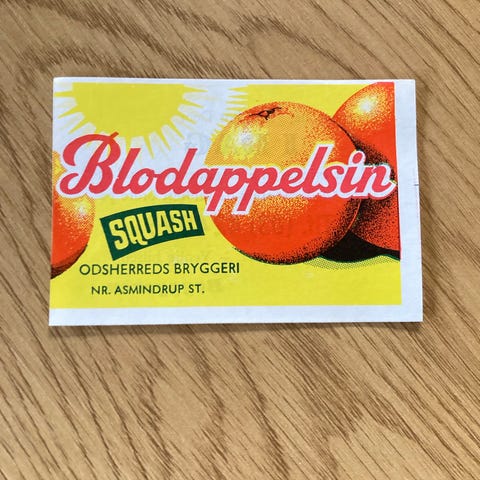 Blodappelsin
SQUASH
ODSHERREDS BRYGGERI
NR. ASMINDRUP ST.